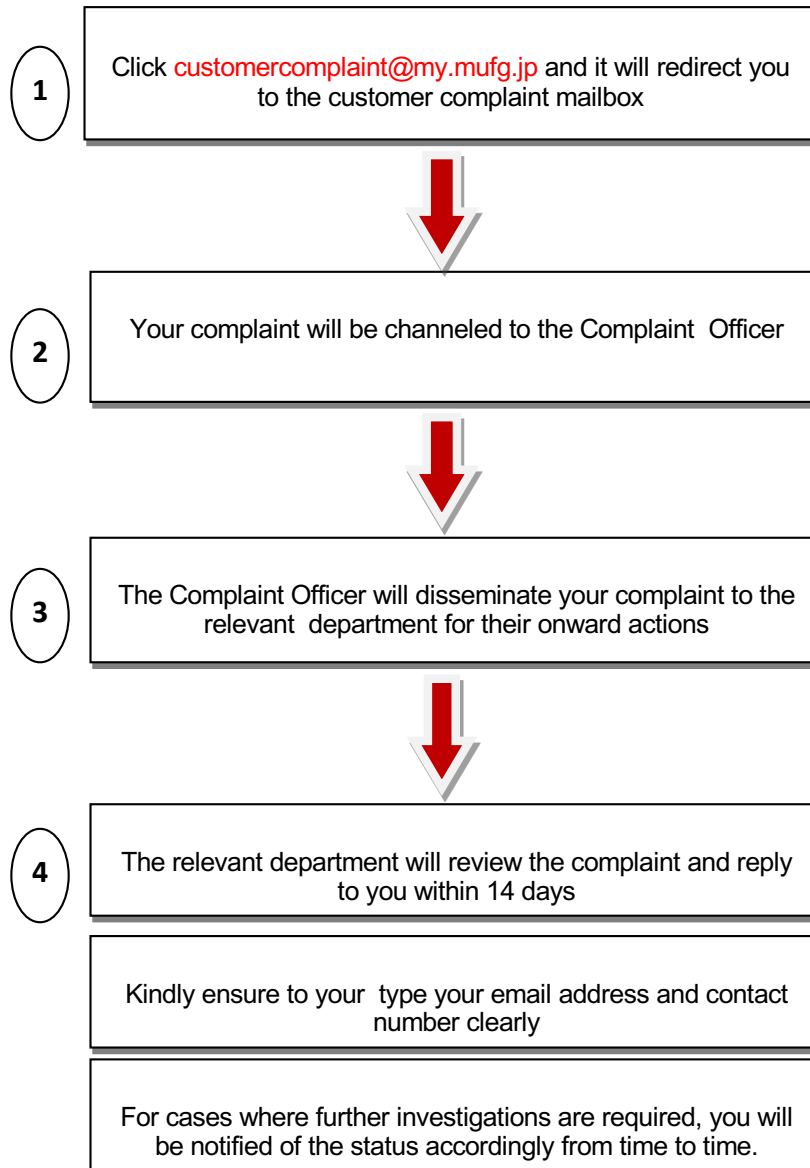 1
Click customercomplaint@my.mufg.jp and it will redirect you
to the customer complaint mailbox
2
Your complaint will be channeled to the Complaint Officer
3
The Complaint Officer will disseminate your complaint to the
relevant department for their onward actions
4
The relevant department will review the complaint and reply
to you within 14 days
Kindly ensure to your type your email address and contact
number clearly
For cases where further investigations are required, you will
be notified of the status accordingly from time to time.